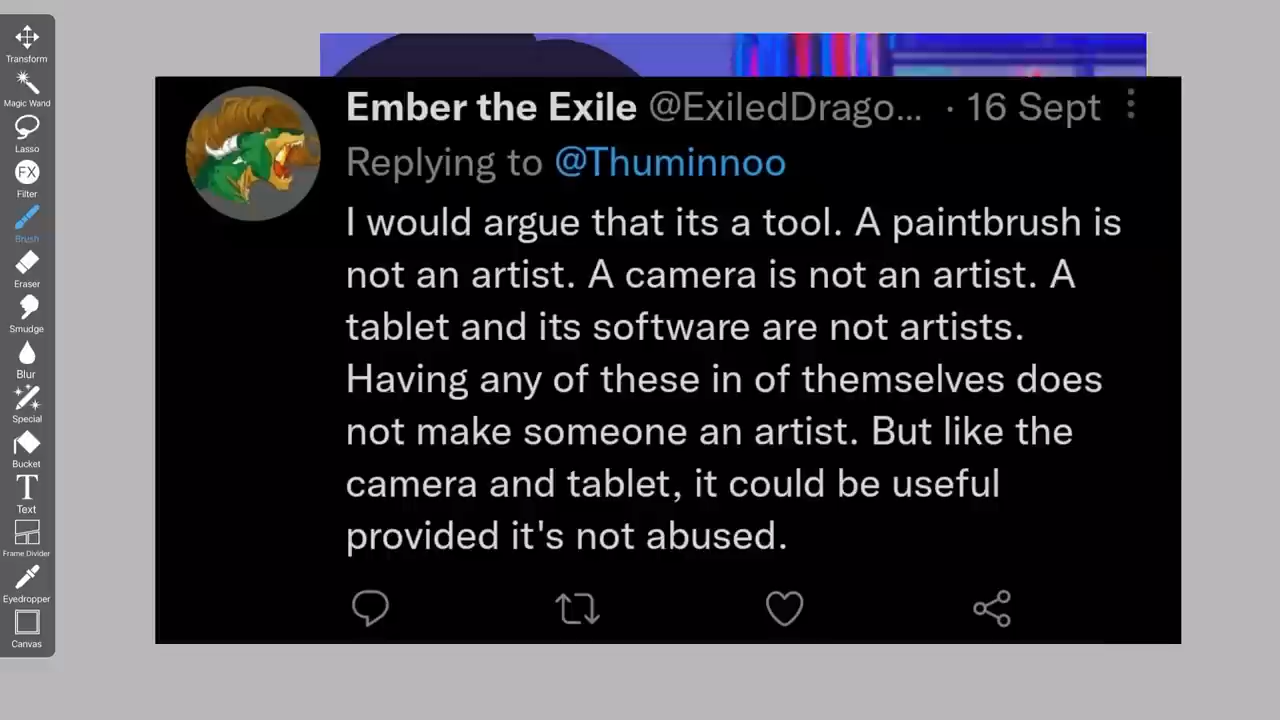 Transform
Magic Wand
Lasso
FX
Filter
Brush
Eraser
Smudge
Blur
Special
Bucket
T
Text
Frame Divider
Eyedropper
Canvas
Ember the Exile @ExiledDrago... · 16 Sept
Replying to @Thuminnoo
I would argue that its a tool. A paintbrush is
not an artist. A camera is not an artist. A
tablet and its software are not artists.
Having any of these in of themselves does
not make someone an artist. But like the
camera and tablet, it could be useful
provided it's not abused.